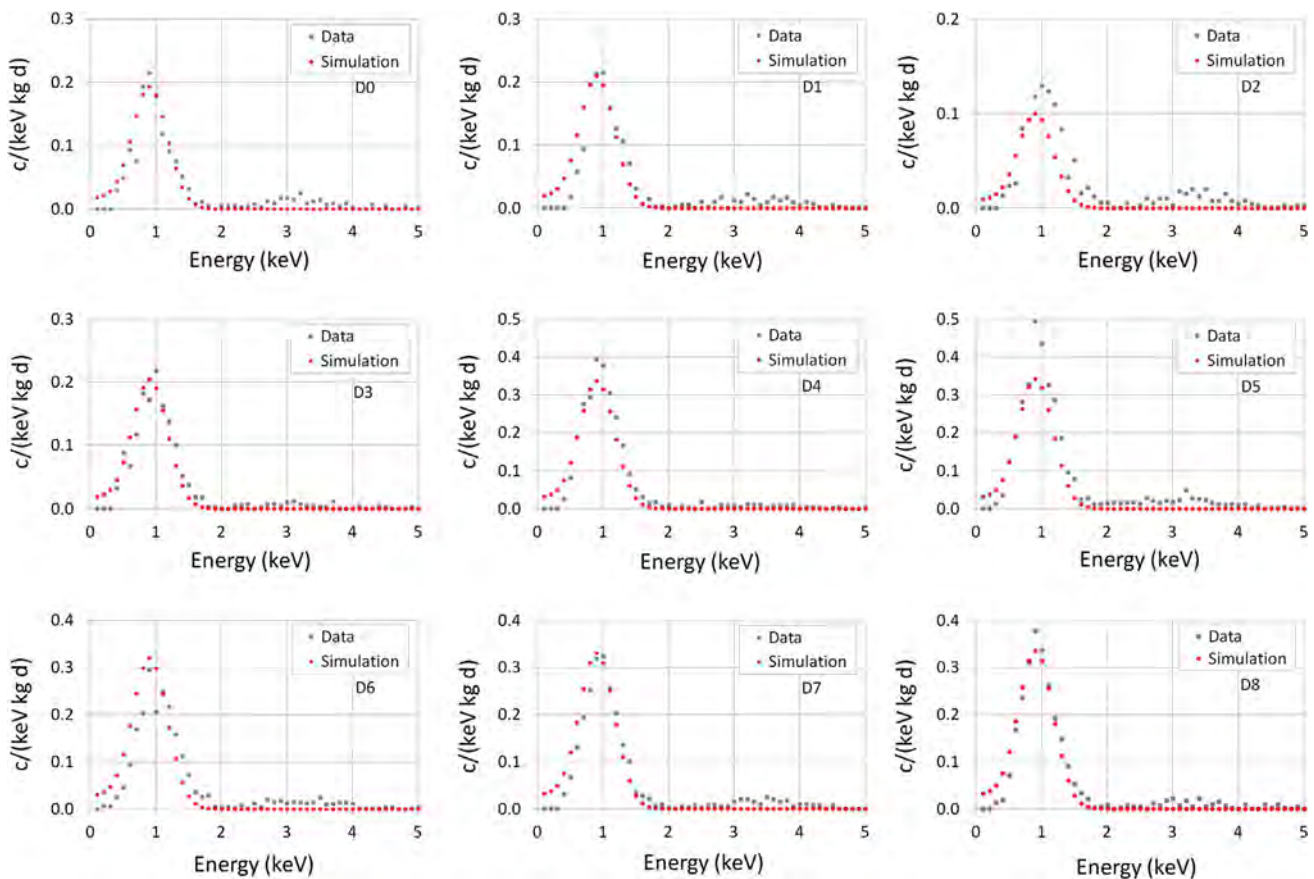 0.3
0.2
0.1
0.0
c/(keV kg d)
Data
Simulation
D0
0 1 2 3 4 5
Energy (keV)
0.3
0.2
0.1
0.0
c/(keV kg d)
Data
Simulation
D1
0 1 2 3 4 5
Energy (keV)
0.2
0.1
0.0
c/(keV kg d)
Data
Simulation
D2
0 1 2 3 4 5
Energy (keV)
0.3
0.2
0.1
0.0
c/(keV kg d)
Data
Simulation
D3
0 1 2 3 4 5
Energy (keV)
0.5
0.4
0.3
0.2
0.1
0.0
c/(keV kg d)
Data
Simulation
D4
0 1 2 3 4 5
Energy (keV)
0.5
0.4
0.3
0.2
0.1
0.0
c/(keV kg d)
Data
Simulation
D5
0 1 2 3 4 5
Energy (keV)
0.4
0.3
0.2
0.1
0.0
c/(keV kg d)
Data
Simulation
D6
0 1 2 3 4 5
Energy (keV)
0.4
0.3
0.2
0.1
0.0
c/(keV kg d)
Data
Simulation
D7
0 1 2 3 4 5
Energy (keV)
0.4
0.3
0.2
0.1
0.0
c/(keV kg d)
Data
Simulation
D8
0 1 2 3 4 5
Energy (keV)